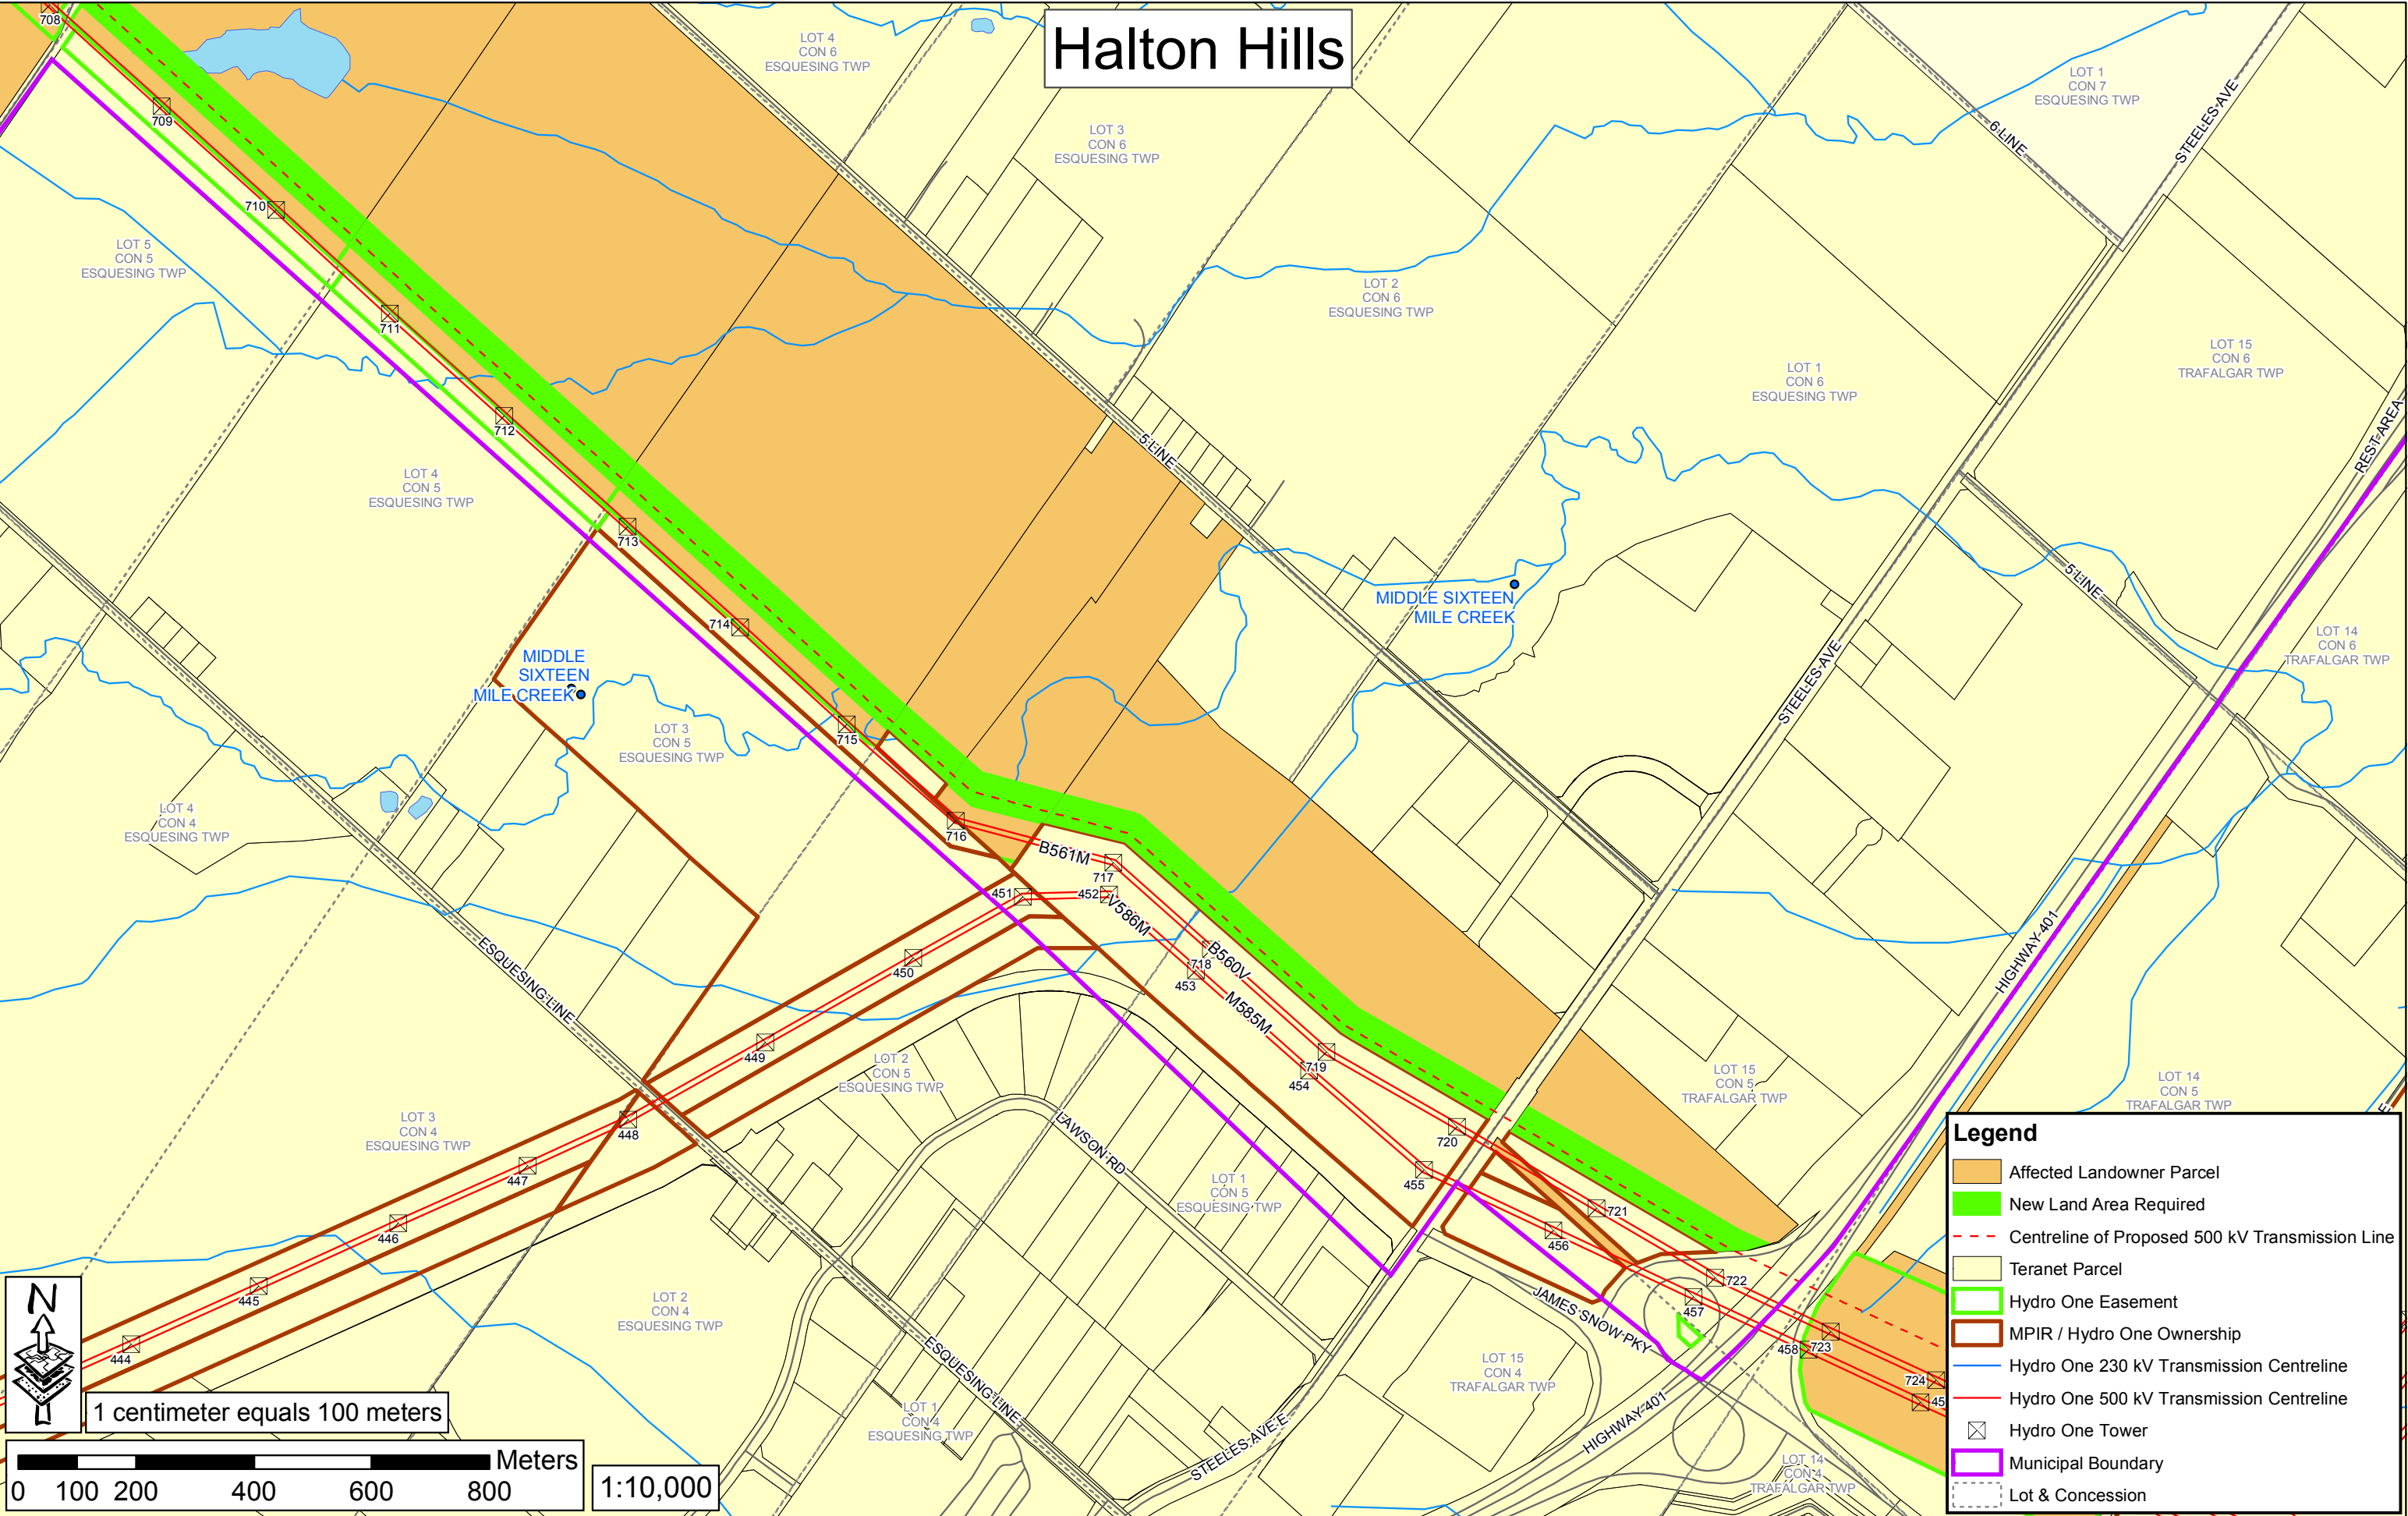 Halton Hills
708
LOT 4
CON 6
ESQUESING TWP
LOT 1
CON 7
ESQUESING TWP
6 LINE
STEELES AVE
709
LOT 3
CON 6
ESQUESING TWP
710
LOT 5
CON 5
ESQUESING TWP
711
LOT 2
CON 6
ESQUESING TWP
LOT 15
CON 6
TRAFALGAR TWP
LOT 1
CON 6
ESQUESING TWP
712
5 LINE
REST AREA
LOT 4
CON 5
ESQUESING TWP
713
MIDDLE SIXTEEN
MILE CREEK
5 LINE
714
LOT 14
CON 6
TRAFALGAR TWP
MIDDLE
SIXTEEN
MILE CREEK
STEELES AVE
LOT 3
CON 5
ESQUESING TWP
715
LOT 4
CON 4
ESQUESING TWP
716
B561M
717
451
452
V586M
450
718
B560V
453
HIGHWAY 401
ESQUESING LINE
M585M
449
719
454
LOT 2
CON 5
ESQUESING TWP
LOT 15
CON 5
TRAFALGAR TWP
LOT 14
CON 5
TRAFALGAR TWP
LOT 3
CON 4
ESQUESING TWP
448
LAWSON RD
720
447
455
LOT 1
CON 5
ESQUESING TWP
721
446
456
445
722
457
LOT 2
CON 4
ESQUESING TWP
JAMES SNOW PKY
444
458
723
724
45
ESQUESING LINE
LOT 15
CON 4
TRAFALGAR TWP
LOT 1
CON 4
ESQUESING TWP
HIGHWAY 401
STEELES AVE E
LOT 14
CON 4
TRAFALGAR TWP
N
1 centimeter equals 100 meters
Meters
0 100 200 400 600 800
1:10,000
Legend
Affected Landowner Parcel
New Land Area Required
Centreline of Proposed 500 kV Transmission Line
Teranet Parcel
Hydro One Easement
MPIR / Hydro One Ownership
Hydro One 230 kV Transmission Centreline
Hydro One 500 kV Transmission Centreline
Hydro One Tower
Municipal Boundary
Lot & Concession